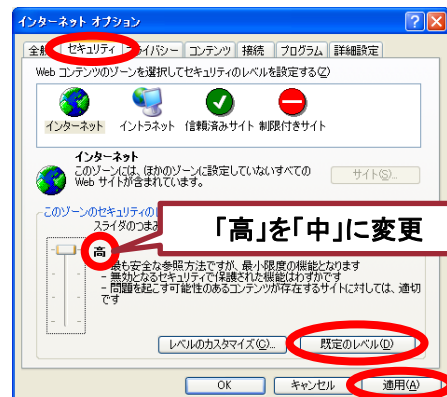 インターネット オプション
全般 セキュリティ プライバシー コンテンツ 接続 プログラム 詳細設定
Web コンテンツのゾーンを選択してセキュリティのレベルを設定する(Z)
インターネット イントラネット 信頼済みサイト 制限付きサイト
インターネット
このゾーンには、ほかのゾーンに設定していないすべての
Web サイトが含まれています。
サイト(S)...
このゾーンのセキュリティの
スライダのつまみ
「高」を「中」に変更
高
- 最も安全な参照方法ですが、最小限度の機能となります
- 無効となるセキュリティで保護された機能はわずかです
- 問題を起こす可能性のあるコンテンツが存在するサイトに対しては、適切
です
レベルのカスタマイズ(C)... 既定のレベル(D)
OK キャンセル 適用(A)